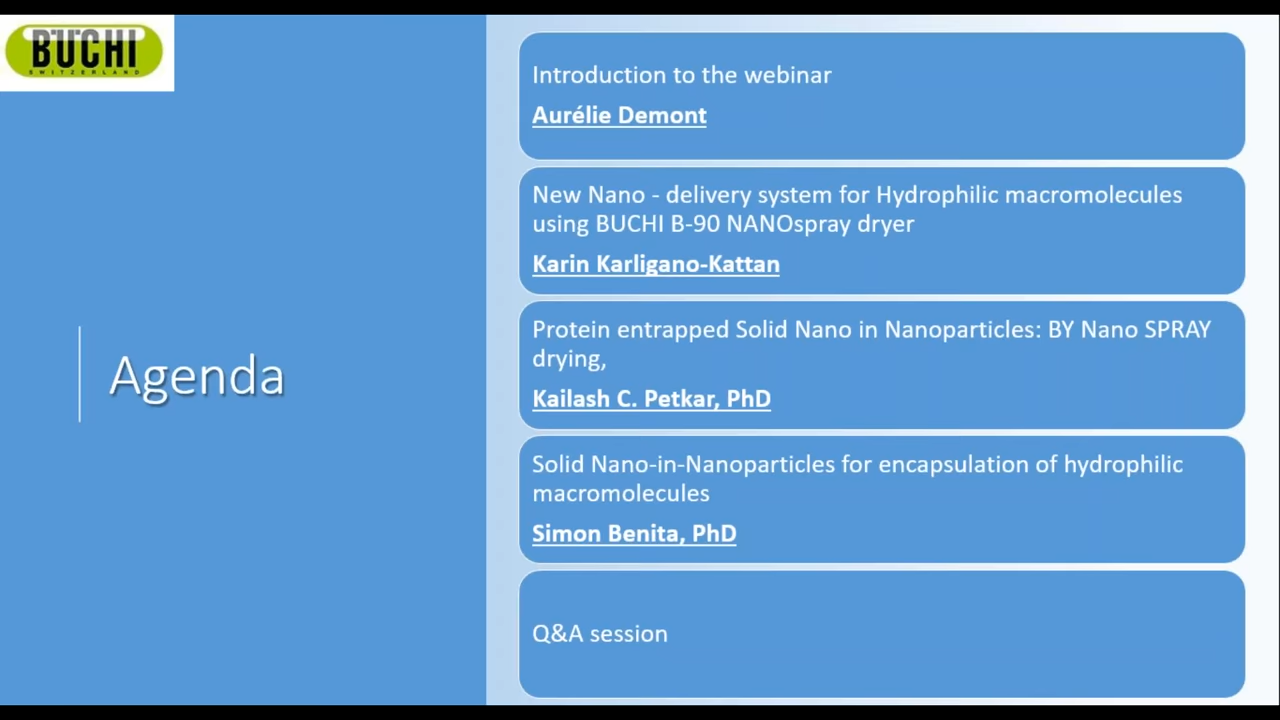 BUCHI
SWITZERLAND
Agenda
Introduction to the webinar
Aurélie Demont
New Nano - delivery system for Hydrophilic macromolecules
using BUCHI B-90 NANOspray dryer
Karin Karligano-Kattan
Protein entrapped Solid Nano in Nanoparticles: BY Nano SPRAY
drying,
Kailash C. Petkar, PhD
Solid Nano-in-Nanoparticles for encapsulation of hydrophilic
macromolecules
Simon Benita, PhD
Q&A session